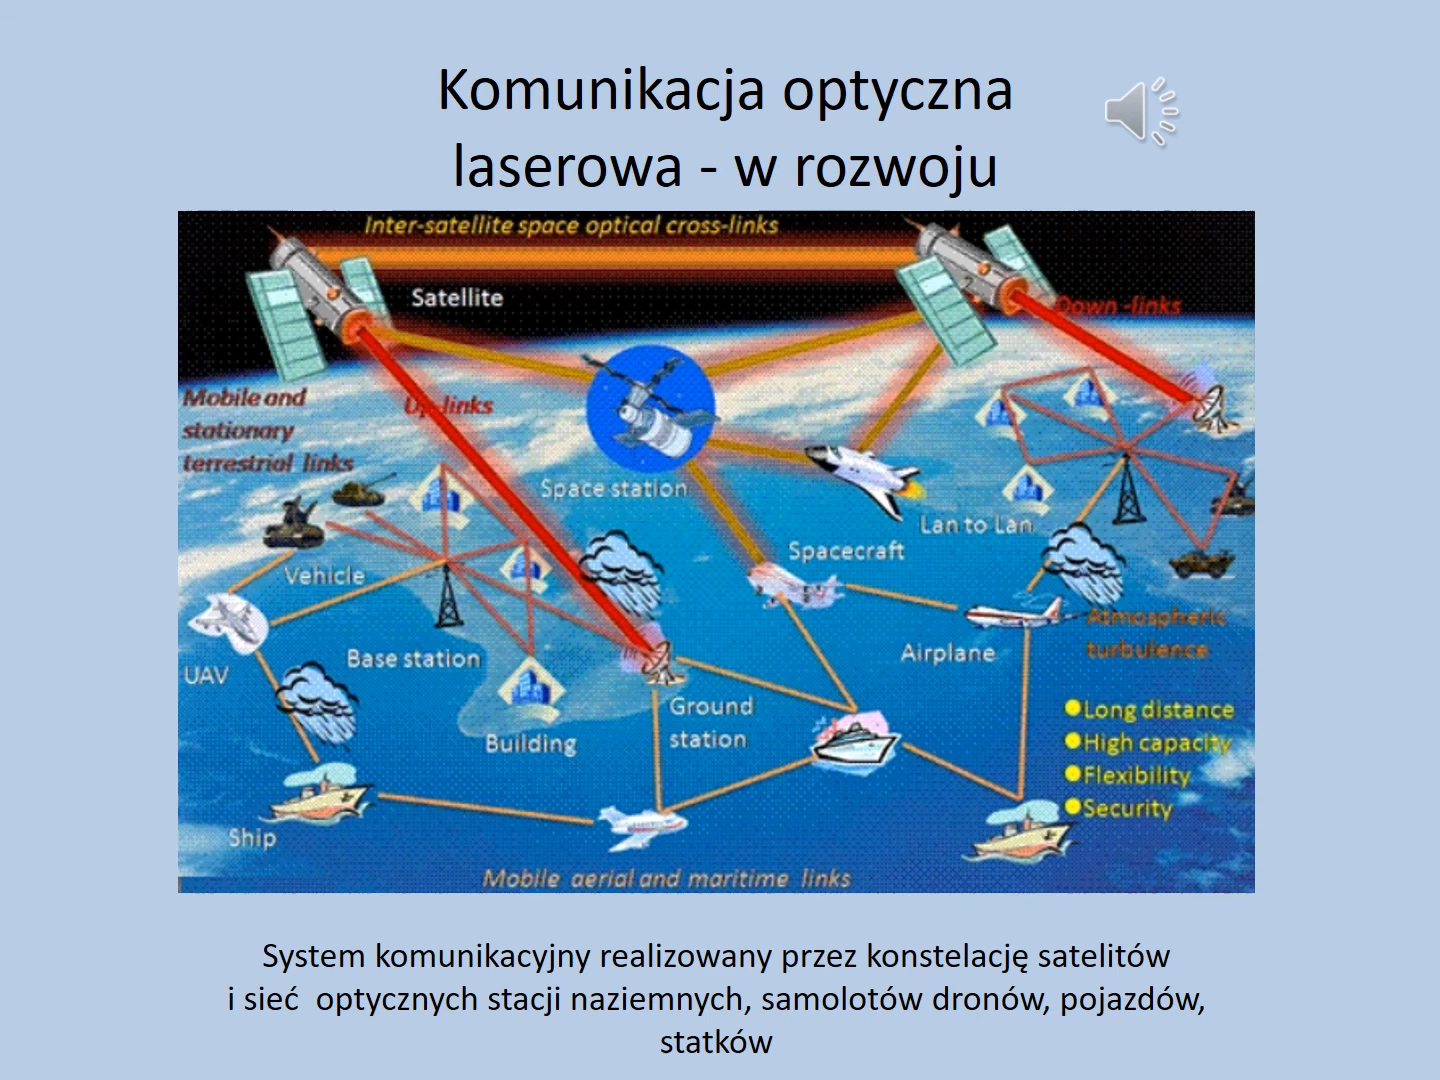 Komunikacja optyczna
laserowa - w rozwoju
Inter-satellite space optical cross-links
Satellite
Down -links
Mobile and
stationary
terrestrial links
Up-links
Space station
Lan to Lan
Spacecraft
Vehicle
Atmospheric
turbulence
Airplane
Base station
UAV
Ground
station
Building
Long distance
High capacity
Flexibility
Security
Ship
Mobile aerial and maritime links
System komunikacyjny realizowany przez konstelację satelitów
i sieć optycznych stacji naziemnych, samolotów dronów, pojazdów,
statków